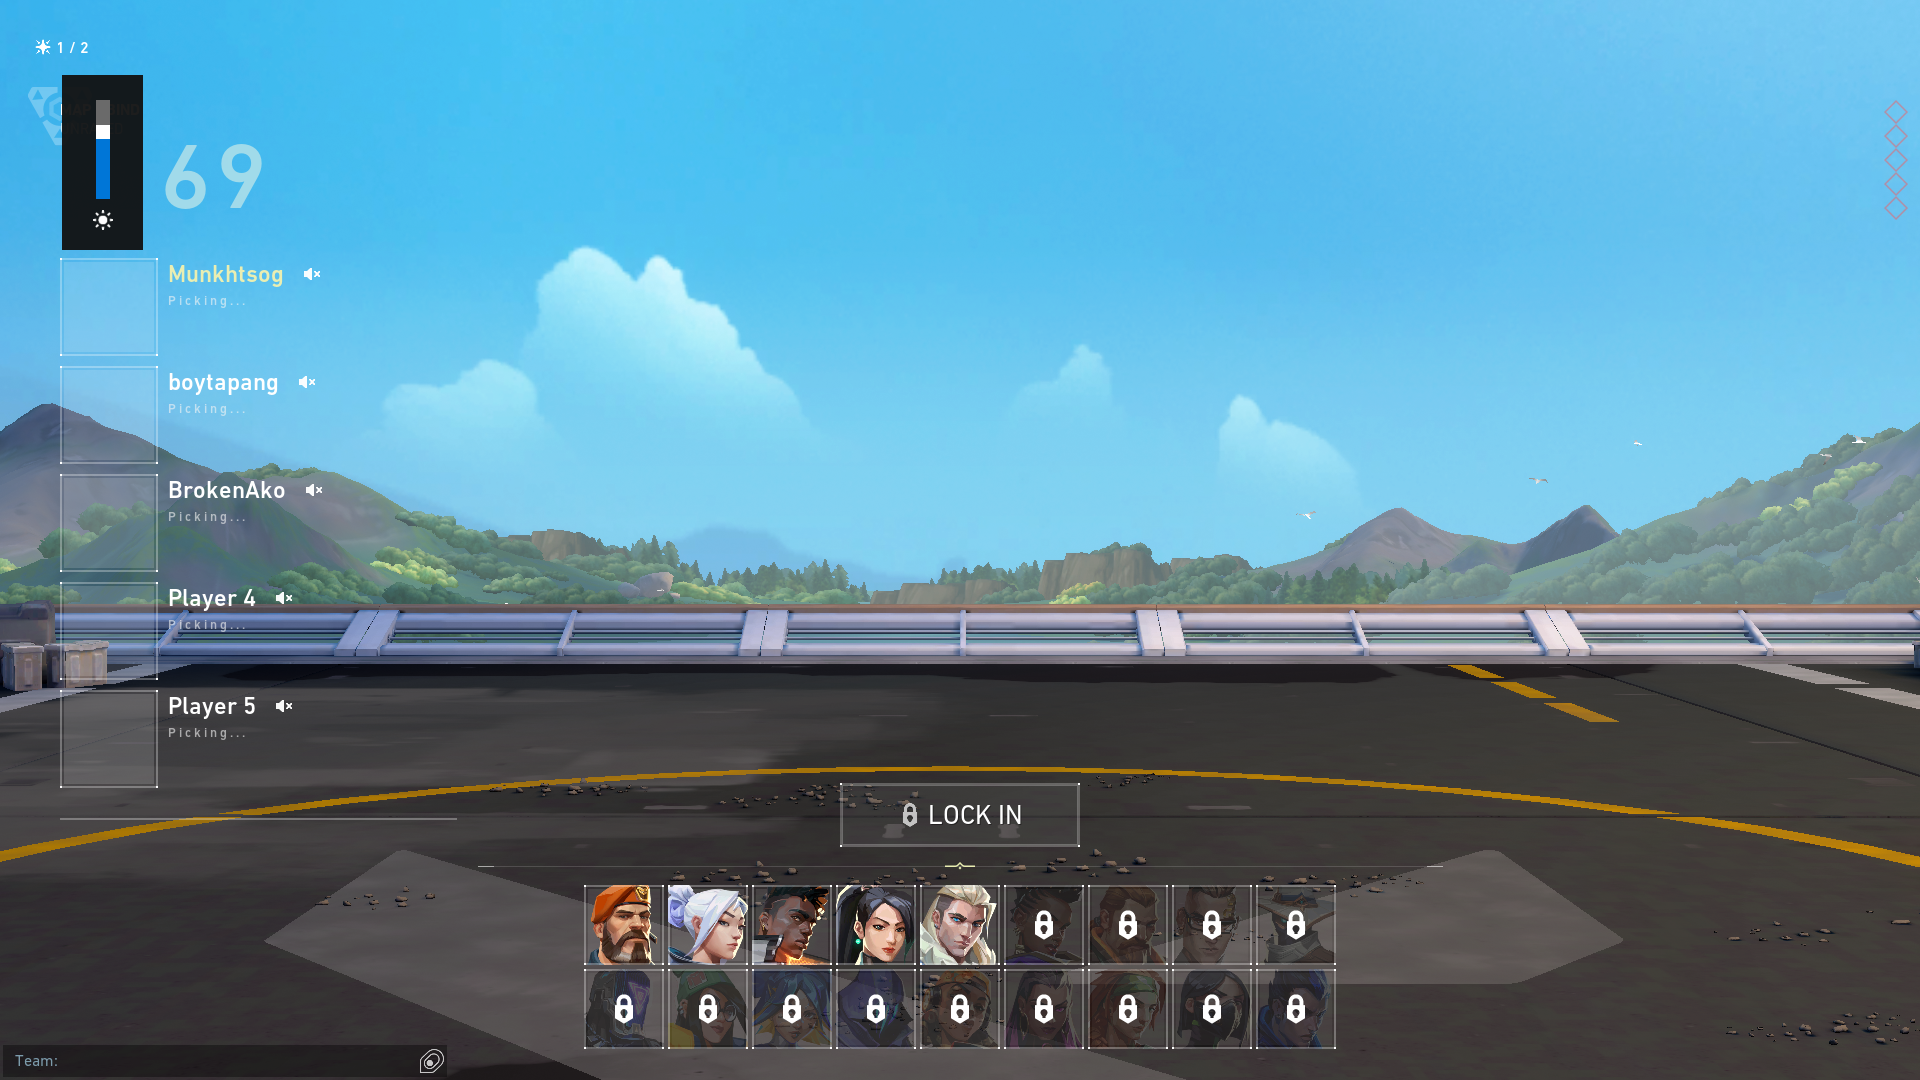 1 / 2
69
Munkhtsog
Picking...
boytapang
Picking...
BrokenAko
Picking...
Player 4
Picking...
Player 5
Picking...
LOCK IN
Team: